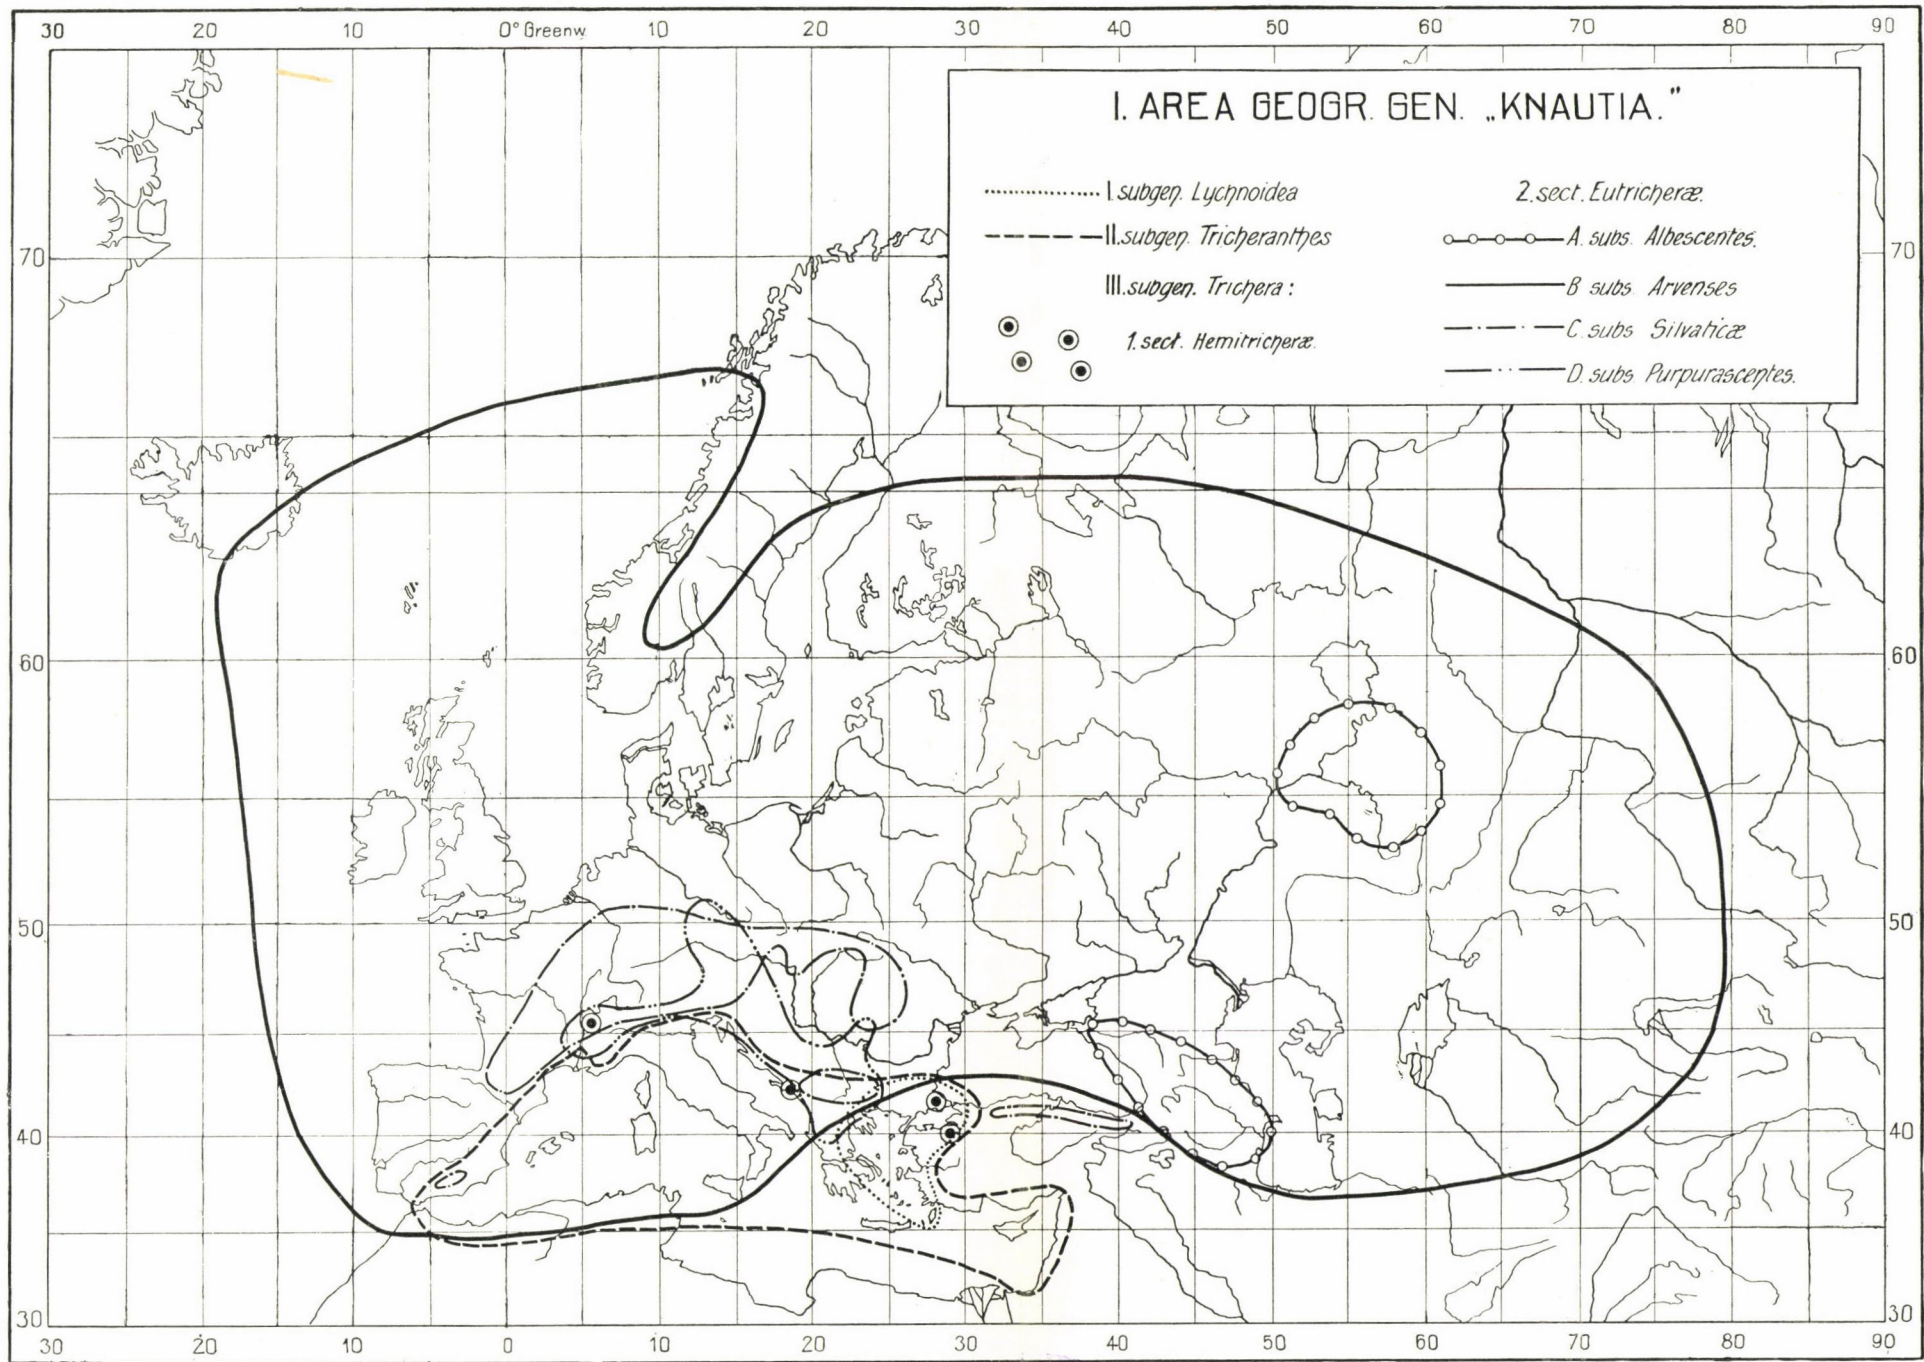 30 20 10 0° Greenw. 10 20 30 40 50 60 70 80 90
I. AREA GEOGR. GEN. „KNAUTIA.”
I. subgen. Lychnoidea
II. subgen. Tricheranthes
III. subgen. Trichera:
1. sect. Hemitricheræ.
2. sect. Eutricheræ.
A. subs. Albescentes.
B subs. Arvenses
C. subs Silvaticæ
D. subs Purpurascentes.
70 70
60 60
50 50
40 40
30 30
30 20 10 0 10 20 30 40 50 60 70 80 90